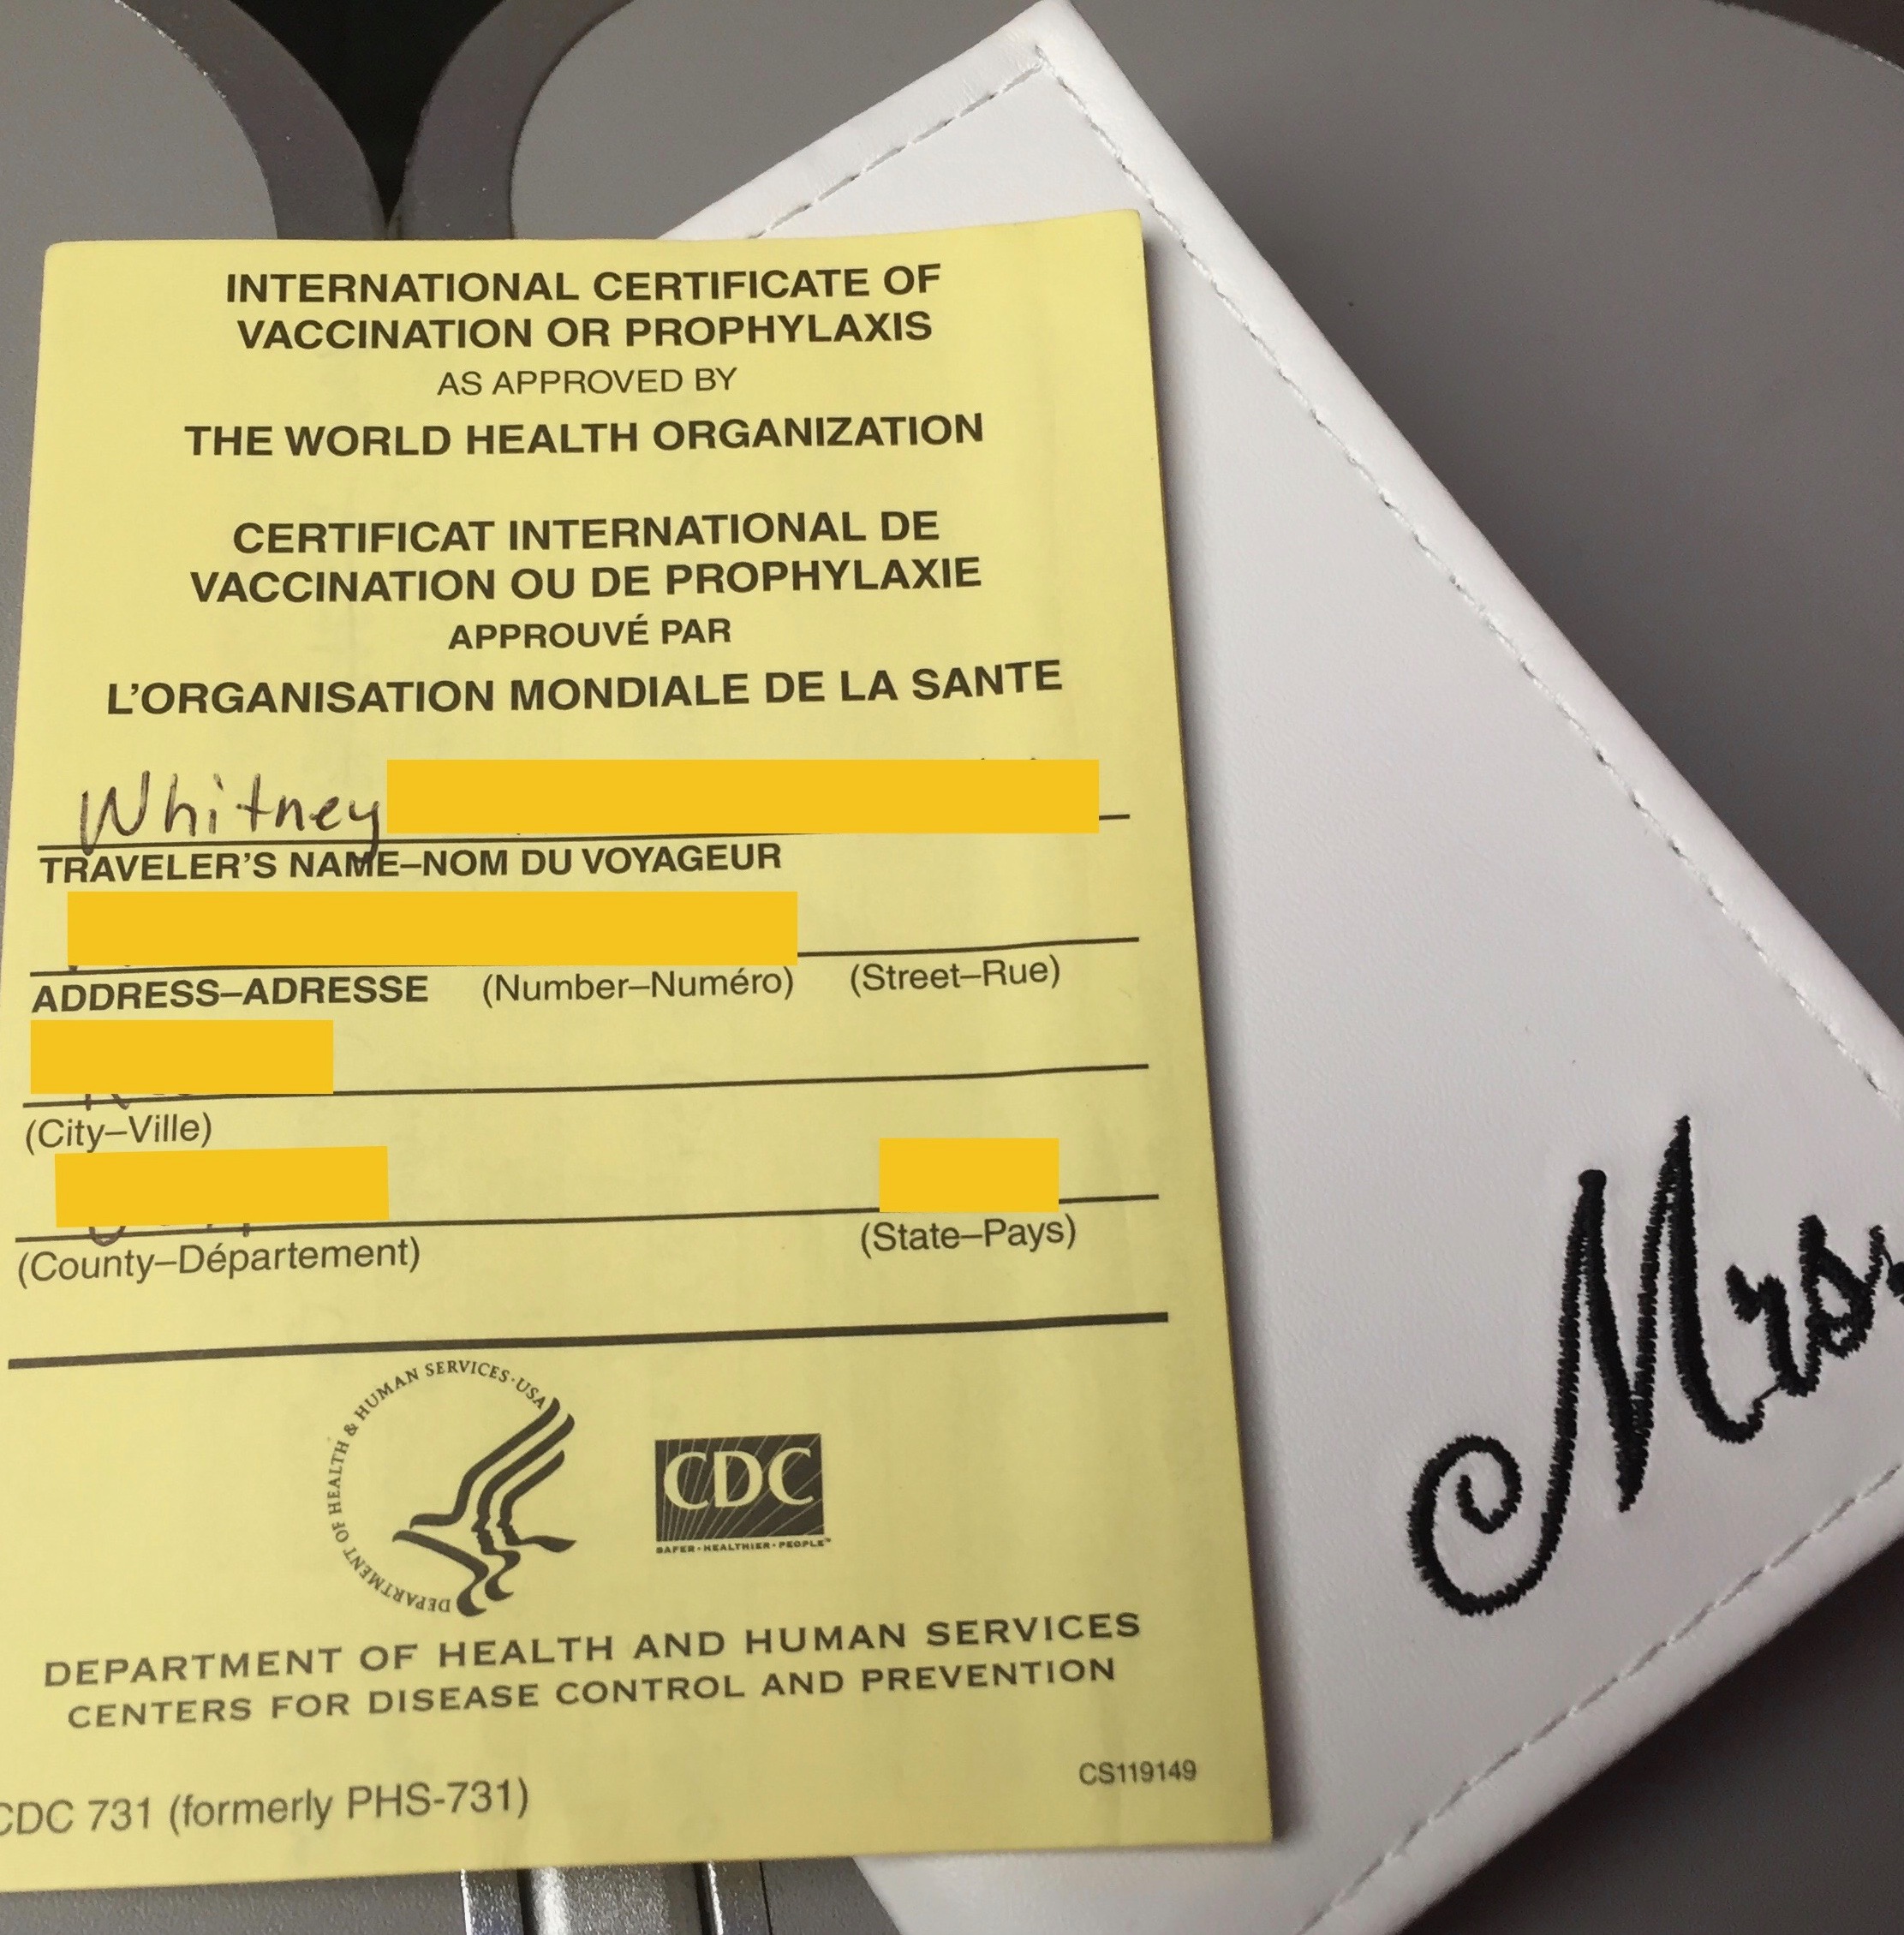 INTERNATIONAL CERTIFICATE OF
VACCINATION OR PROPHYLAXIS
AS APPROVED BY
THE WORLD HEALTH ORGANIZATION
CERTIFICAT INTERNATIONAL DE
VACCINATION OU DE PROPHYLAXIE
APPROUVÉ PAR
L'ORGANISATION MONDIALE DE LA SANTE
Whitney
TRAVELER'S NAME–NOM DU VOYAGEUR
ADDRESS–ADRESSE (Number–Numéro) (Street–Rue)
(City–Ville)
(County–Département) (State–Pays)
DEPARTMENT OF HEALTH & HUMAN SERVICES·USA
CDC
SAFER·HEALTHIER·PEOPLE™
DEPARTMENT OF HEALTH AND HUMAN SERVICES
CENTERS FOR DISEASE CONTROL AND PREVENTION
CS119149
CDC 731 (formerly PHS-731)
Mrs.